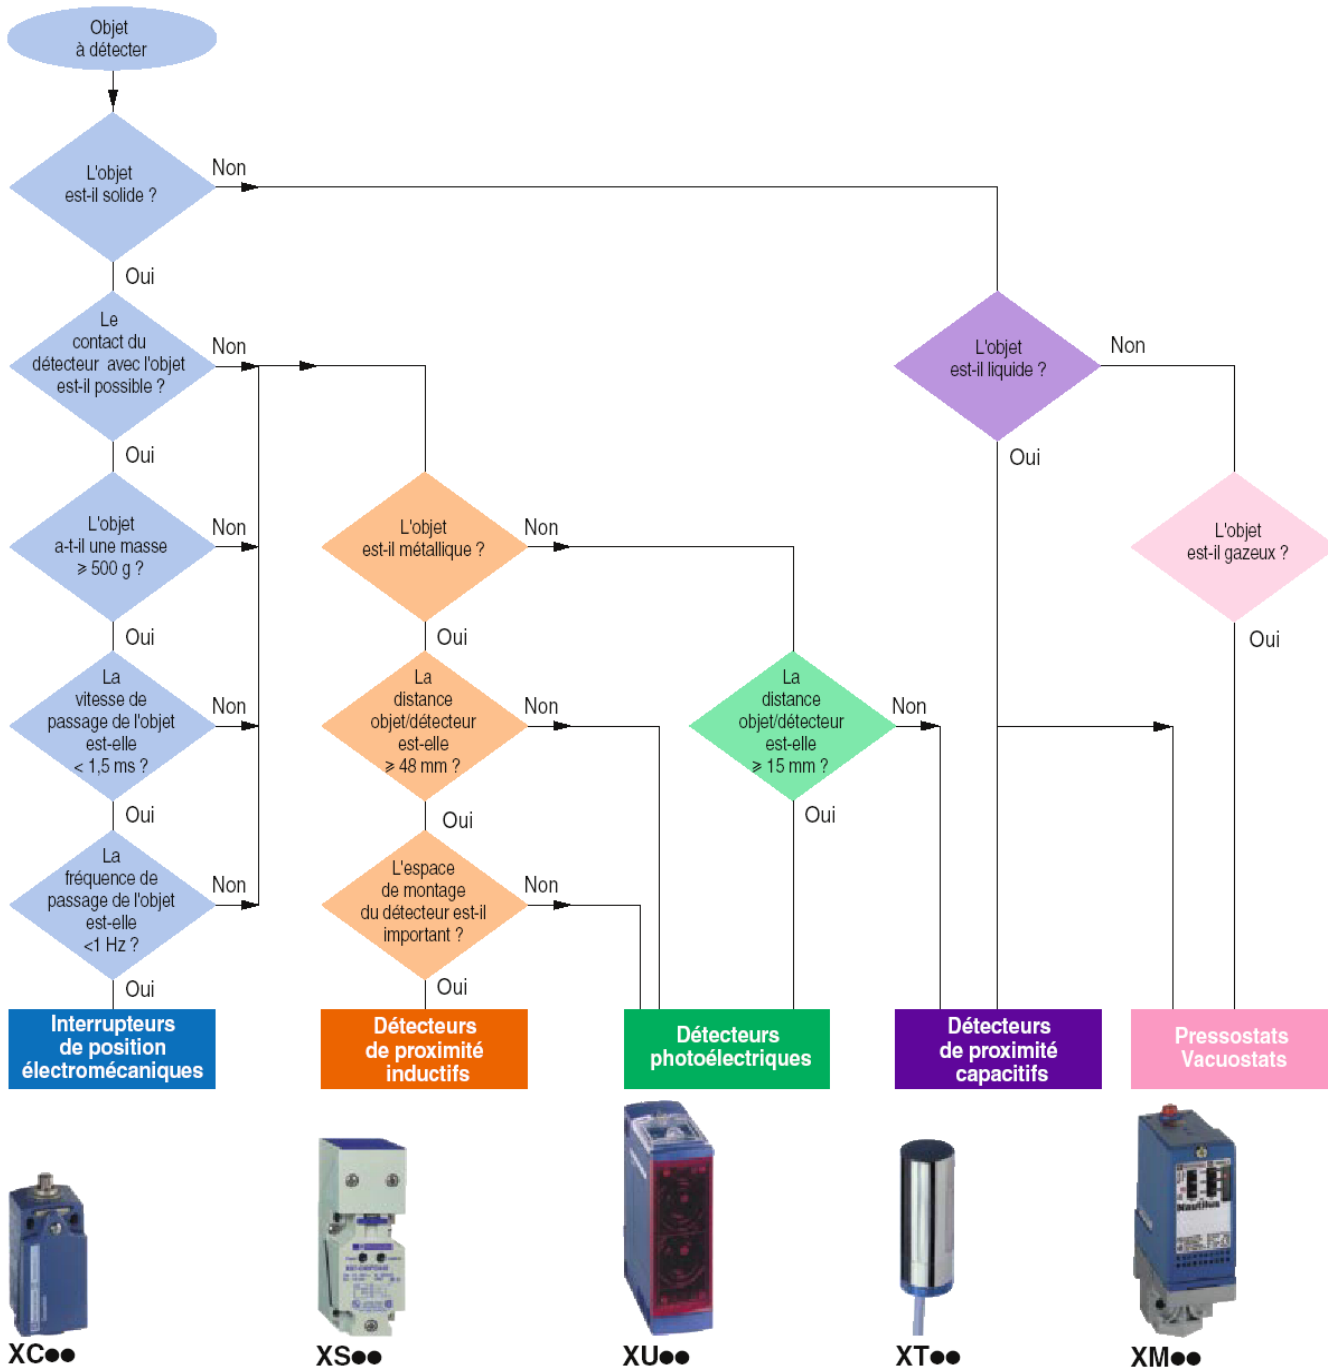 Objet
à détecter
L'objet
est-il solide ?
Non
Oui
Le
contact du
détecteur avec l'objet
est-il possible ?
Non
Oui
L'objet
est-il liquide ?
Non
Oui
L'objet
a-t-il une masse
⩾ 500 g ?
Non
Oui
L'objet
est-il métallique ?
Non
Oui
L'objet
est-il gazeux ?
Oui
La
vitesse de
passage de l'objet
est-elle
< 1,5 ms ?
Non
Oui
La
distance
objet/détecteur
est-elle
⩾ 48 mm ?
Non
Oui
La
distance
objet/détecteur
est-elle
⩾ 15 mm ?
Non
Oui
La
fréquence de
passage de l'objet
est-elle
<1 Hz ?
Non
Oui
L'espace
de montage
du détecteur est-il
important ?
Non
Oui
Interrupteurs
de position
électromécaniques
Détecteurs
de proximité
inductifs
Détecteurs
photoélectriques
Détecteurs
de proximité
capacitifs
Pressostats
Vacuostats
Nautilus
XC●●
XS●●
XU●●
XT●●
XM●●